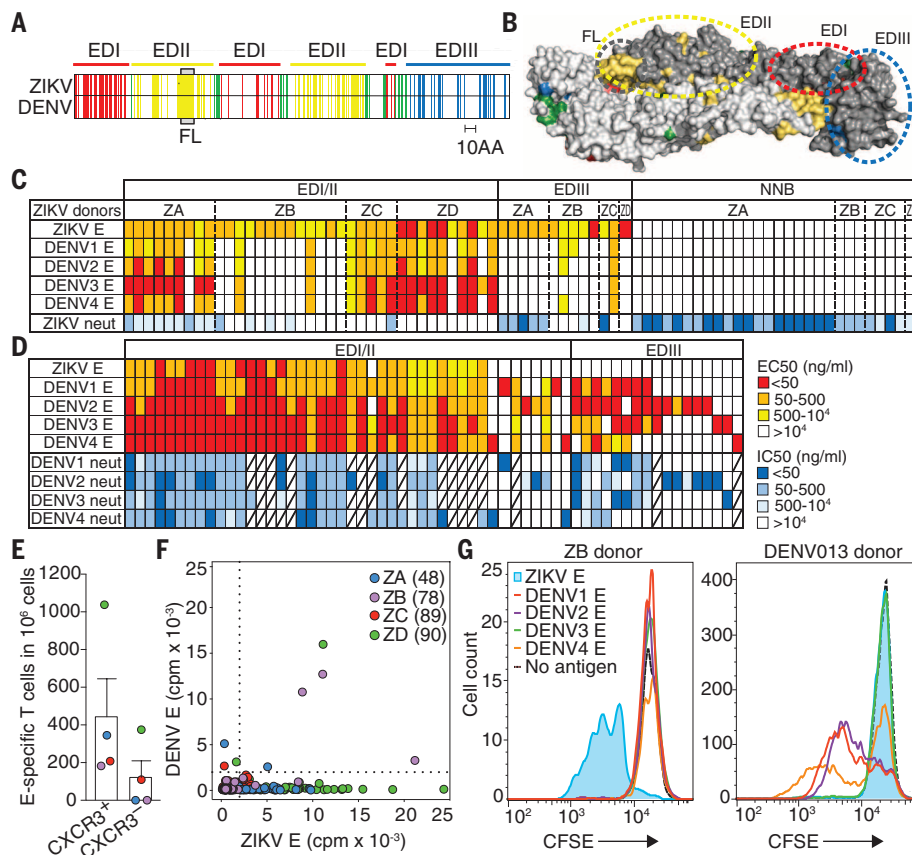 A
EDI EDII EDI EDII EDI EDIII
ZIKV
DENV
FL
10AA
B
FL
EDII
EDI
EDIII
C
EDI/II EDIII NNB
ZIKV donors ZA ZB ZC ZD ZA ZB ZC ZD ZA ZB ZC
ZIKV E
DENV1 E
DENV2 E
DENV3 E
DENV4 E
ZIKV neut
D
EDI/II EDIII
ZIKV E
DENV1 E
DENV2 E
DENV3 E
DENV4 E
DENV1 neut
DENV2 neut
DENV3 neut
DENV4 neut
EC50 (ng/ml)
<50
50-500
500-10⁴
>10⁴
IC50 (ng/ml)
<50
50-500
500-10⁴
>10⁴
E
E-specific T cells in 10⁶ cells
1200
1000
800
600
400
200
0
CXCR3⁺
CXCR3⁻
F
DENV E (cpm x 10⁻³)
25
20
15
10
5
0
0 5 10 15 20 25
ZIKV E (cpm x 10⁻³)
ZA (48)
ZB (78)
ZC (89)
ZD (90)
G
ZB donor
Cell count
25
20
15
10
5
0
ZIKV E
DENV1 E
DENV2 E
DENV3 E
DENV4 E
No antigen
10² 10³ 10⁴
CFSE
DENV013 donor
400
300
200
100
0
10² 10³ 10⁴
CFSE